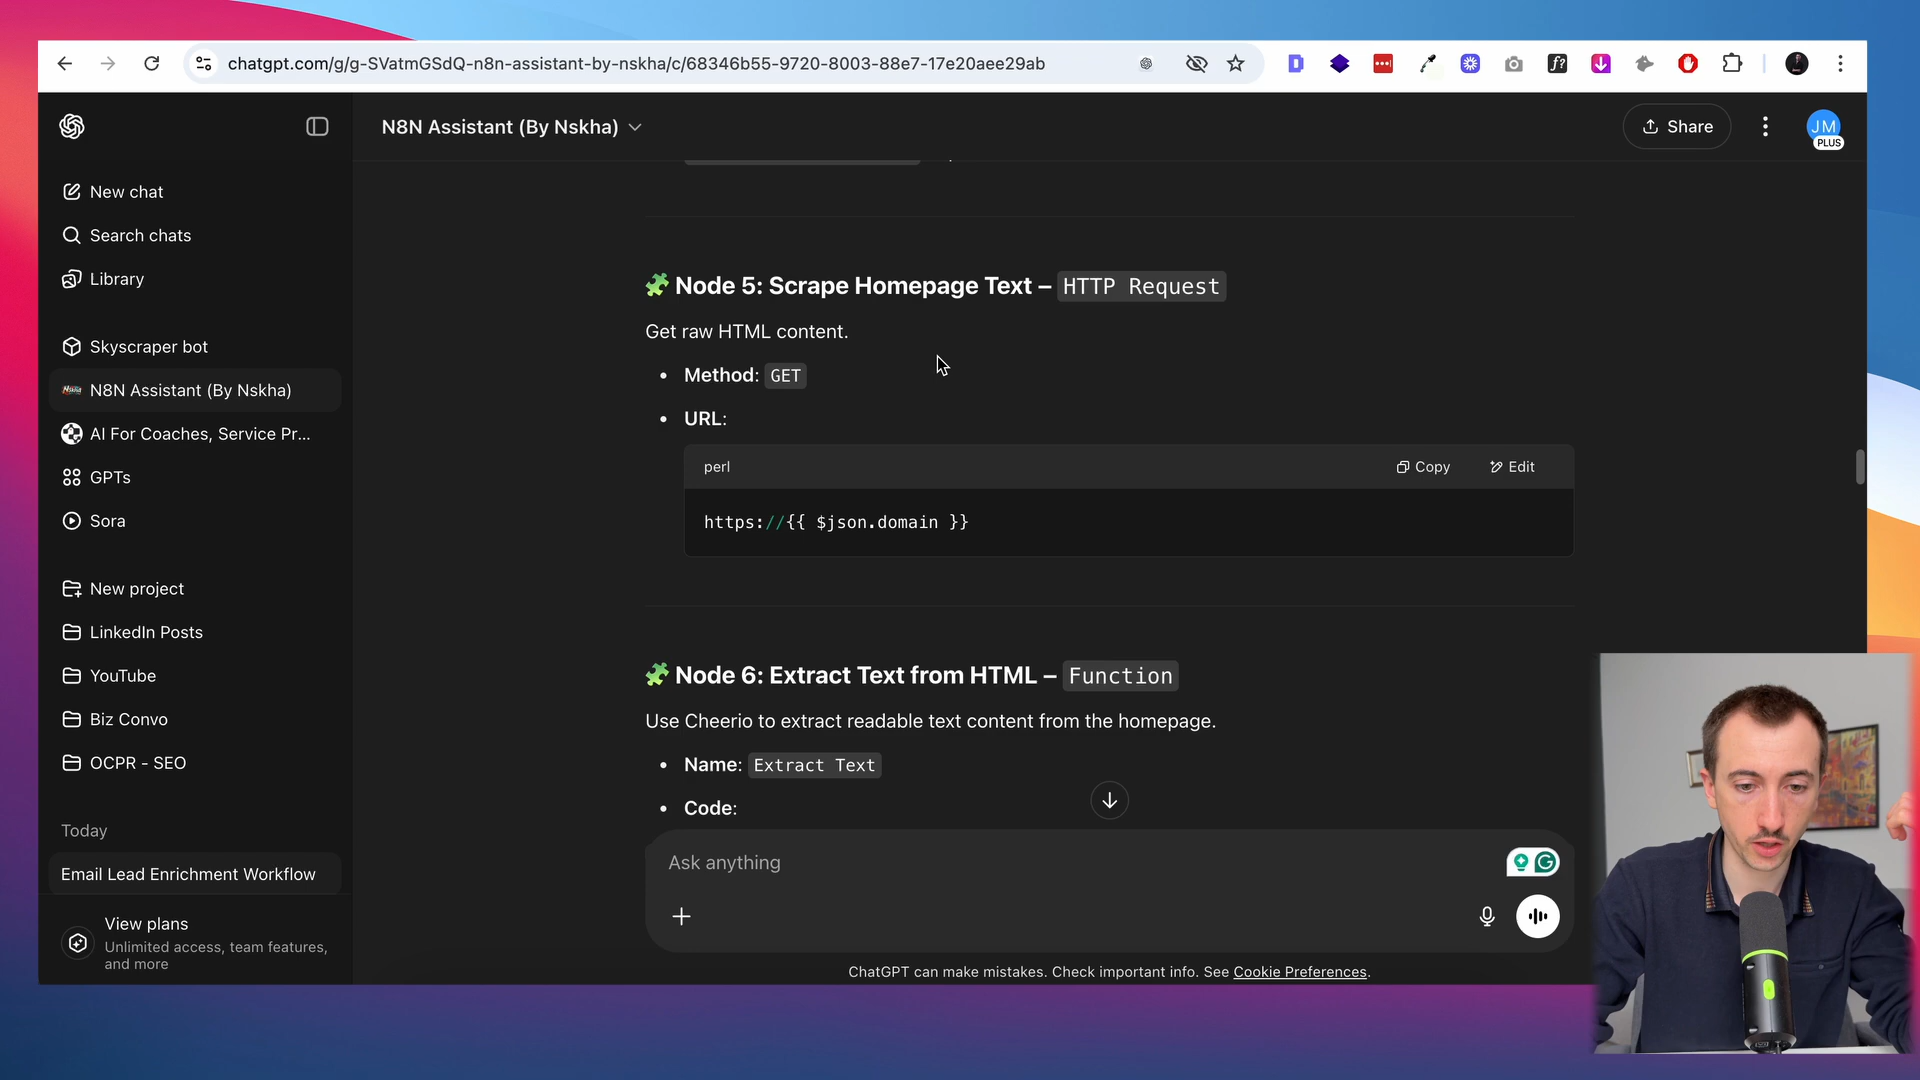 chatgpt.com/g/g-SVatmGSdQ-n8n-assistant-by-nskha/c/68346b55-9720-8003-88e7-17e20aee29ab
N8N Assistant (By Nskha)
Share
JM
PLUS
New chat
Search chats
Library
Skyscraper bot
N8N Assistant (By Nskha)
AI For Coaches, Service Pr...
GPTs
Sora
New project
LinkedIn Posts
YouTube
Biz Convo
OCPR - SEO
Today
Email Lead Enrichment Workflow
View plans
Unlimited access, team features,
and more
Node 5: Scrape Homepage Text – HTTP Request
Get raw HTML content.
• Method: GET
• URL:
perl
Copy
Edit
https://{{ $json.domain }}
Node 6: Extract Text from HTML – Function
Use Cheerio to extract readable text content from the homepage.
• Name: Extract Text
• Code:
Ask anything
ChatGPT can make mistakes. Check important info. See Cookie Preferences.